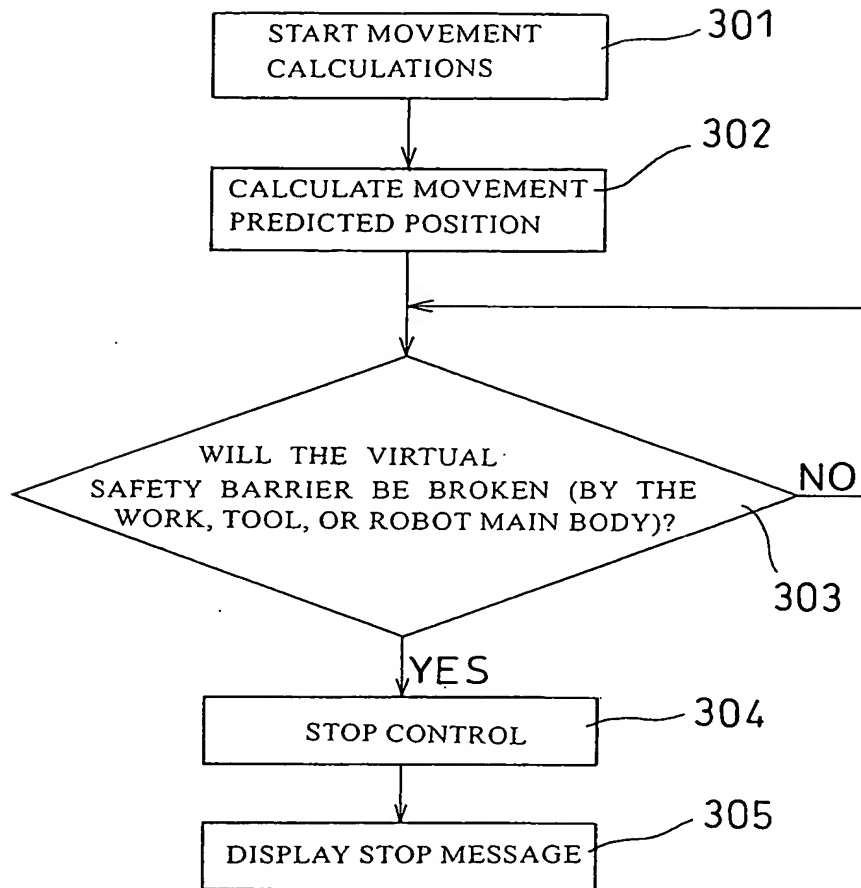 START MOVEMENT
CALCULATIONS
301
CALCULATE MOVEMENT
PREDICTED POSITION
302
WILL THE VIRTUAL
SAFETY BARRIER BE BROKEN (BY THE
WORK, TOOL, OR ROBOT MAIN BODY)?
NO
303
YES
STOP CONTROL
304
DISPLAY STOP MESSAGE
305